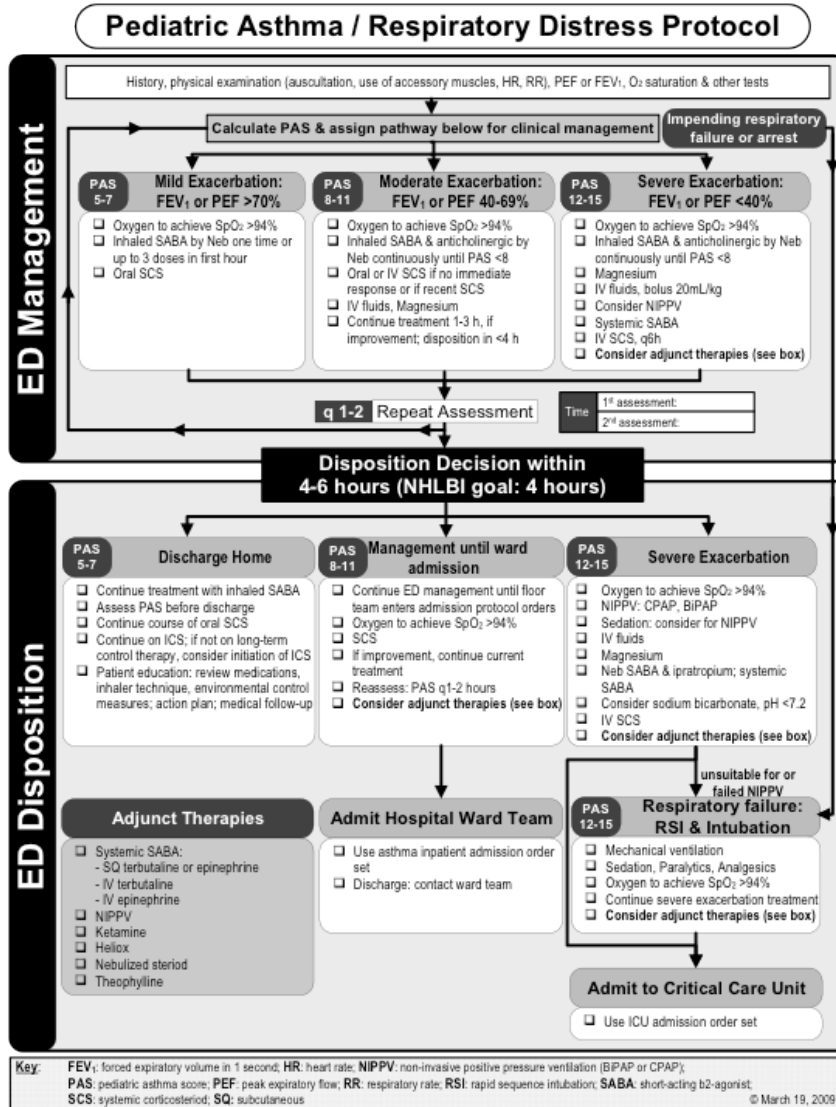 Pediatric Asthma / Respiratory Distress Protocol
ED Management
History, physical examination (auscultation, use of accessory muscles, HR, RR), PEF or FEV₁, O₂ saturation & other tests
Calculate PAS & assign pathway below for clinical management
Impending respiratory
failure or arrest
PAS
5-7
Mild Exacerbation:
FEV₁ or PEF >70%
❑ Oxygen to achieve SpO₂ >94%
❑ Inhaled SABA by Neb one time or
up to 3 doses in first hour
❑ Oral SCS
PAS
8-11
Moderate Exacerbation:
FEV₁ or PEF 40-69%
❑ Oxygen to achieve SpO₂ >94%
❑ Inhaled SABA & anticholinergic by
Neb continuously until PAS <8
❑ Oral or IV SCS if no immediate
response or if recent SCS
❑ IV fluids, Magnesium
❑ Continue treatment 1-3 h, if
improvement; disposition in <4 h
PAS
12-15
Severe Exacerbation:
FEV₁ or PEF <40%
❑ Oxygen to achieve SpO₂ >94%
❑ Inhaled SABA & anticholinergic by Neb
continuously until PAS <8
❑ Magnesium
❑ IV fluids, bolus 20mL/kg
❑ Consider NIPPV
❑ Systemic SABA
❑ IV SCS, q6h
❑ Consider adjunct therapies (see box)
q 1-2 Repeat Assessment
Time
1st assessment:
2nd assessment:
Disposition Decision within
4-6 hours (NHLBI goal: 4 hours)
ED Disposition
PAS
5-7
Discharge Home
❑ Continue treatment with inhaled SABA
❑ Assess PAS before discharge
❑ Continue course of oral SCS
❑ Continue on ICS; if not on long-term
control therapy, consider initiation of ICS
❑ Patient education: review medications,
inhaler technique, environmental control
measures; action plan; medical follow-up
PAS
8-11
Management until ward
admission
❑ Continue ED management until floor
team enters admission protocol orders
❑ Oxygen to achieve SpO₂ >94%
❑ SCS
❑ If improvement, continue current
treatment
❑ Reassess: PAS q1-2 hours
❑ Consider adjunct therapies (see box)
PAS
12-15
Severe Exacerbation
❑ Oxygen to achieve SpO₂ >94%
❑ NIPPV: CPAP, BiPAP
❑ Sedation: consider for NIPPV
❑ IV fluids
❑ Magnesium
❑ Neb SABA & ipratropium; systemic
SABA
❑ Consider sodium bicarbonate, pH <7.2
❑ IV SCS
❑ Consider adjunct therapies (see box)
unsuitable for or
failed NIPPV
Adjunct Therapies
❑ Systemic SABA:
- SQ terbutaline or epinephrine
- IV terbutaline
- IV epinephrine
❑ NIPPV
❑ Ketamine
❑ Heliox
❑ Nebulized steriod
❑ Theophylline
Admit Hospital Ward Team
❑ Use asthma inpatient admission order
set
❑ Discharge: contact ward team
PAS
12-15
Respiratory failure:
RSI & Intubation
❑ Mechanical ventilation
❑ Sedation, Paralytics, Analgesics
❑ Oxygen to achieve SpO₂ >94%
❑ Continue severe exacerbation treatment
❑ Consider adjunct therapies (see box)
Admit to Critical Care Unit
❑ Use ICU admission order set
Key: FEV₁: forced expiratory volume in 1 second; HR: heart rate; NIPPV: non-invasive positive pressure ventilation (BiPAP or CPAP);
PAS: pediatric asthma score; PEF: peak expiratory flow; RR: respiratory rate; RSI: rapid sequence intubation; SABA: short-acting b2-agonist;
SCS: systemic corticosteriod; SQ: subcutaneous
© March 19, 2009